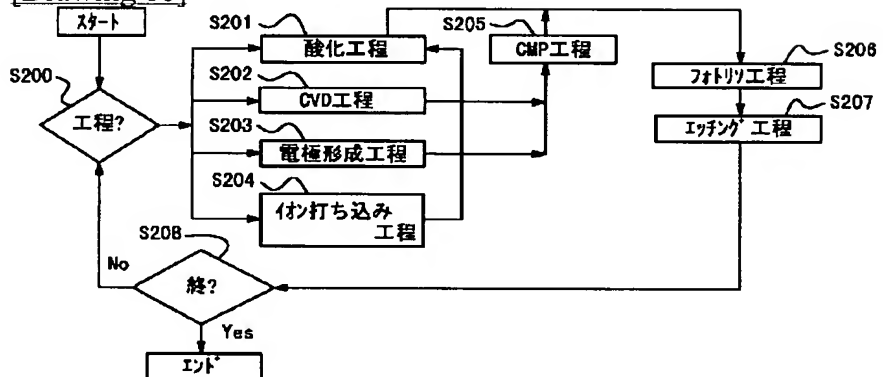 スタート
S200
工程?
S201
酸化工程
S202
CVD工程
S203
電極形成工程
S204
イオン打ち込み
工程
S205
CMP工程
S206
フォトリソ工程
S207
エッチング工程
S208
終?
No
Yes
エンド